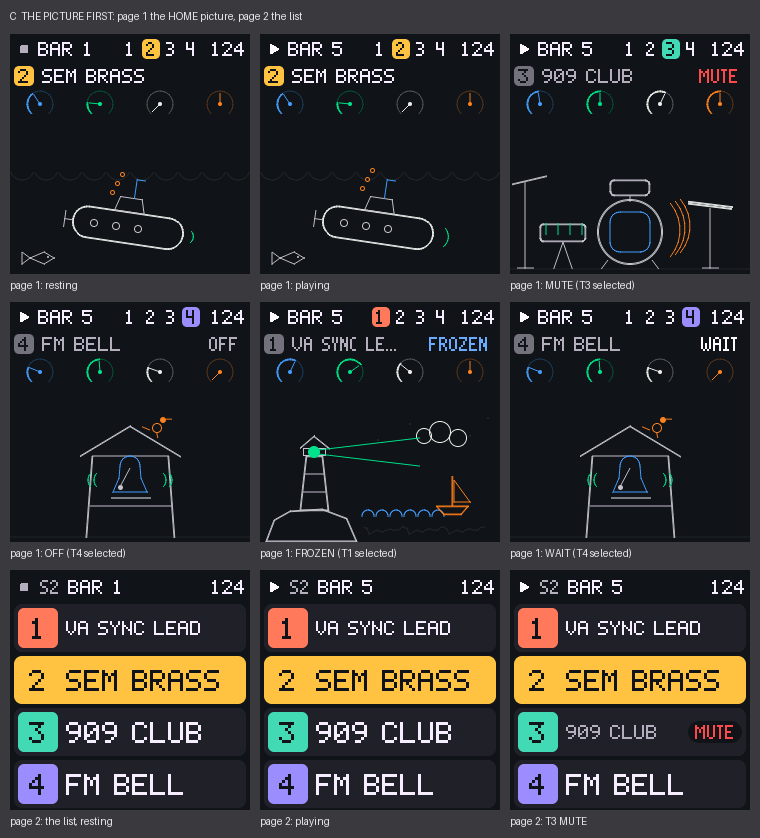 C THE PICTURE FIRST: page 1 the HOME picture, page 2 the list
BAR 1 1 2 3 4 124
2 SEM BRASS
page 1: resting
BAR 5 1 2 3 4 124
2 SEM BRASS
page 1: playing
BAR 5 1 2 3 4 124
3 909 CLUB MUTE
page 1: MUTE (T3 selected)
BAR 5 1 2 3 4 124
4 FM BELL OFF
page 1: OFF (T4 selected)
BAR 5 1 2 3 4 124
1 VA SYNC LE... FROZEN
page 1: FROZEN (T1 selected)
BAR 5 1 2 3 4 124
4 FM BELL WAIT
page 1: WAIT (T4 selected)
S2 BAR 1 124
1 VA SYNC LEAD
2 SEM BRASS
3 909 CLUB
4 FM BELL
page 2: the list, resting
S2 BAR 5 124
1 VA SYNC LEAD
2 SEM BRASS
3 909 CLUB
4 FM BELL
page 2: playing
S2 BAR 5 124
1 VA SYNC LEAD
2 SEM BRASS
3 909 CLUB MUTE
4 FM BELL
page 2: T3 MUTE